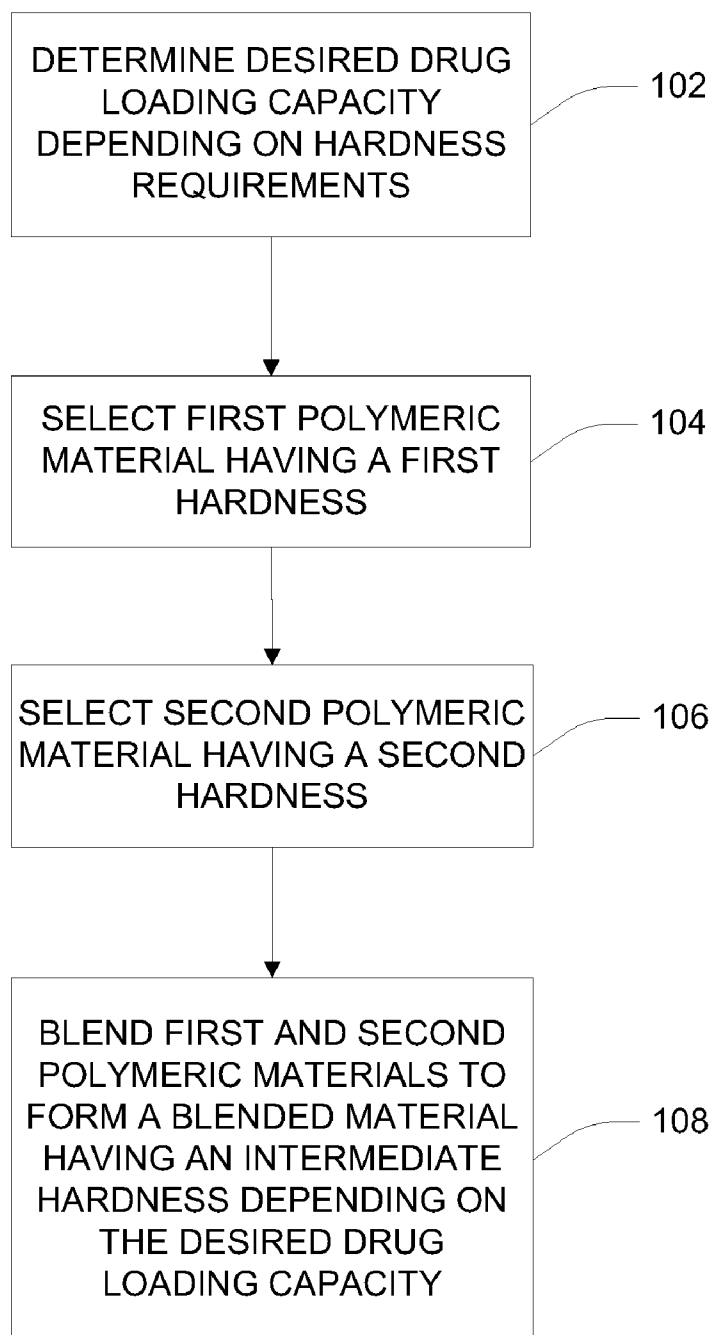 DETERMINE DESIRED DRUG
LOADING CAPACITY
DEPENDING ON HARDNESS
REQUIREMENTS
102
SELECT FIRST POLYMERIC
MATERIAL HAVING A FIRST
HARDNESS
104
SELECT SECOND POLYMERIC
MATERIAL HAVING A SECOND
HARDNESS
106
BLEND FIRST AND SECOND
POLYMERIC MATERIALS TO
FORM A BLENDED MATERIAL
HAVING AN INTERMEDIATE
HARDNESS DEPENDING ON
THE DESIRED DRUG
LOADING CAPACITY
108